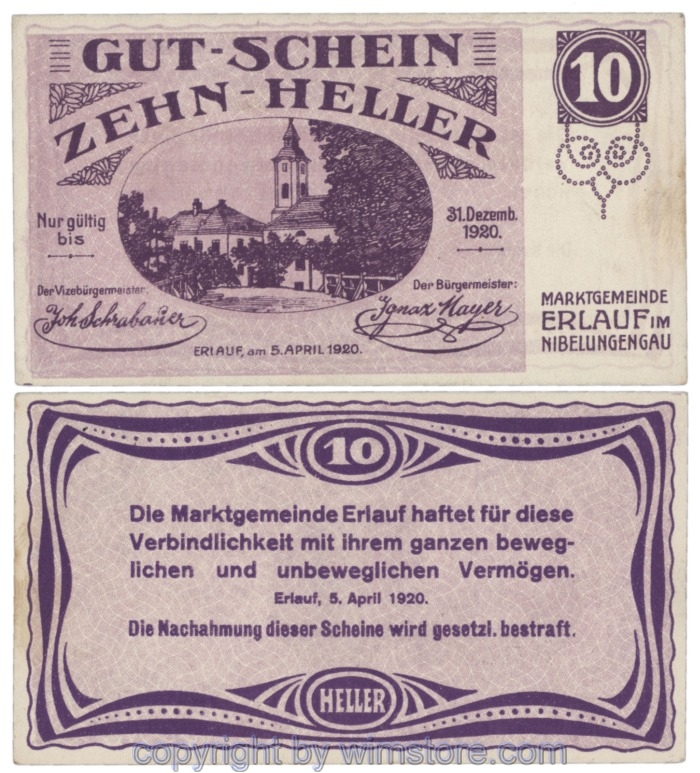 GUT-SCHEIN
10
ZEHN-HELLER
Nur gültig
bis
31. Dezemb.
1920.
Der Vizebürgermeister:
Joh Schrabauer
Der Bürgermeister:
Ignaz Mayer
ERLAUF, am 5. APRIL 1920.
MARKTGEMEINDE
ERLAUF IM
NIBELUNGENGAU
10
Die Marktgemeinde Erlauf haftet für diese
Verbindlichkeit mit ihrem ganzen beweg-
lichen und unbeweglichen Vermögen.
Erlauf, 5. April 1920.
Die Nachahmung dieser Scheine wird gesetzl. bestraft.
HELLER
copyright by wimstore.com